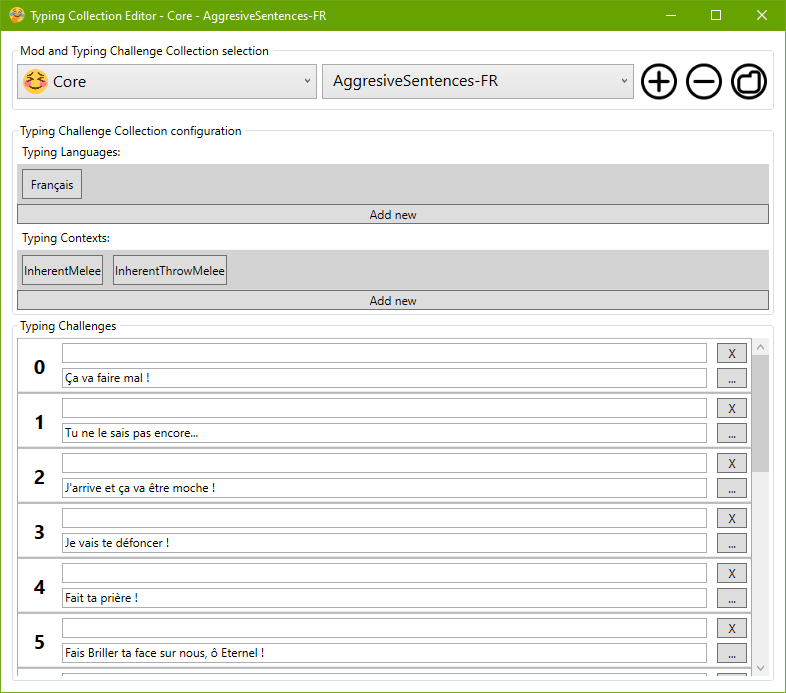 Typing Collection Editor - Core - AggresiveSentences-FR
Mod and Typing Challenge Collection selection
Core
AggresiveSentences-FR
Typing Challenge Collection configuration
Typing Languages:
Français
Add new
Typing Contexts:
InherentMelee InherentThrowMelee
Add new
Typing Challenges
0
X
Ça va faire mal !
...
1
X
Tu ne le sais pas encore...
...
2
X
J'arrive et ça va être moche !
...
3
X
Je vais te défoncer !
...
4
X
Fait ta prière !
...
5
X
Fais Briller ta face sur nous, ô Eternel !
...